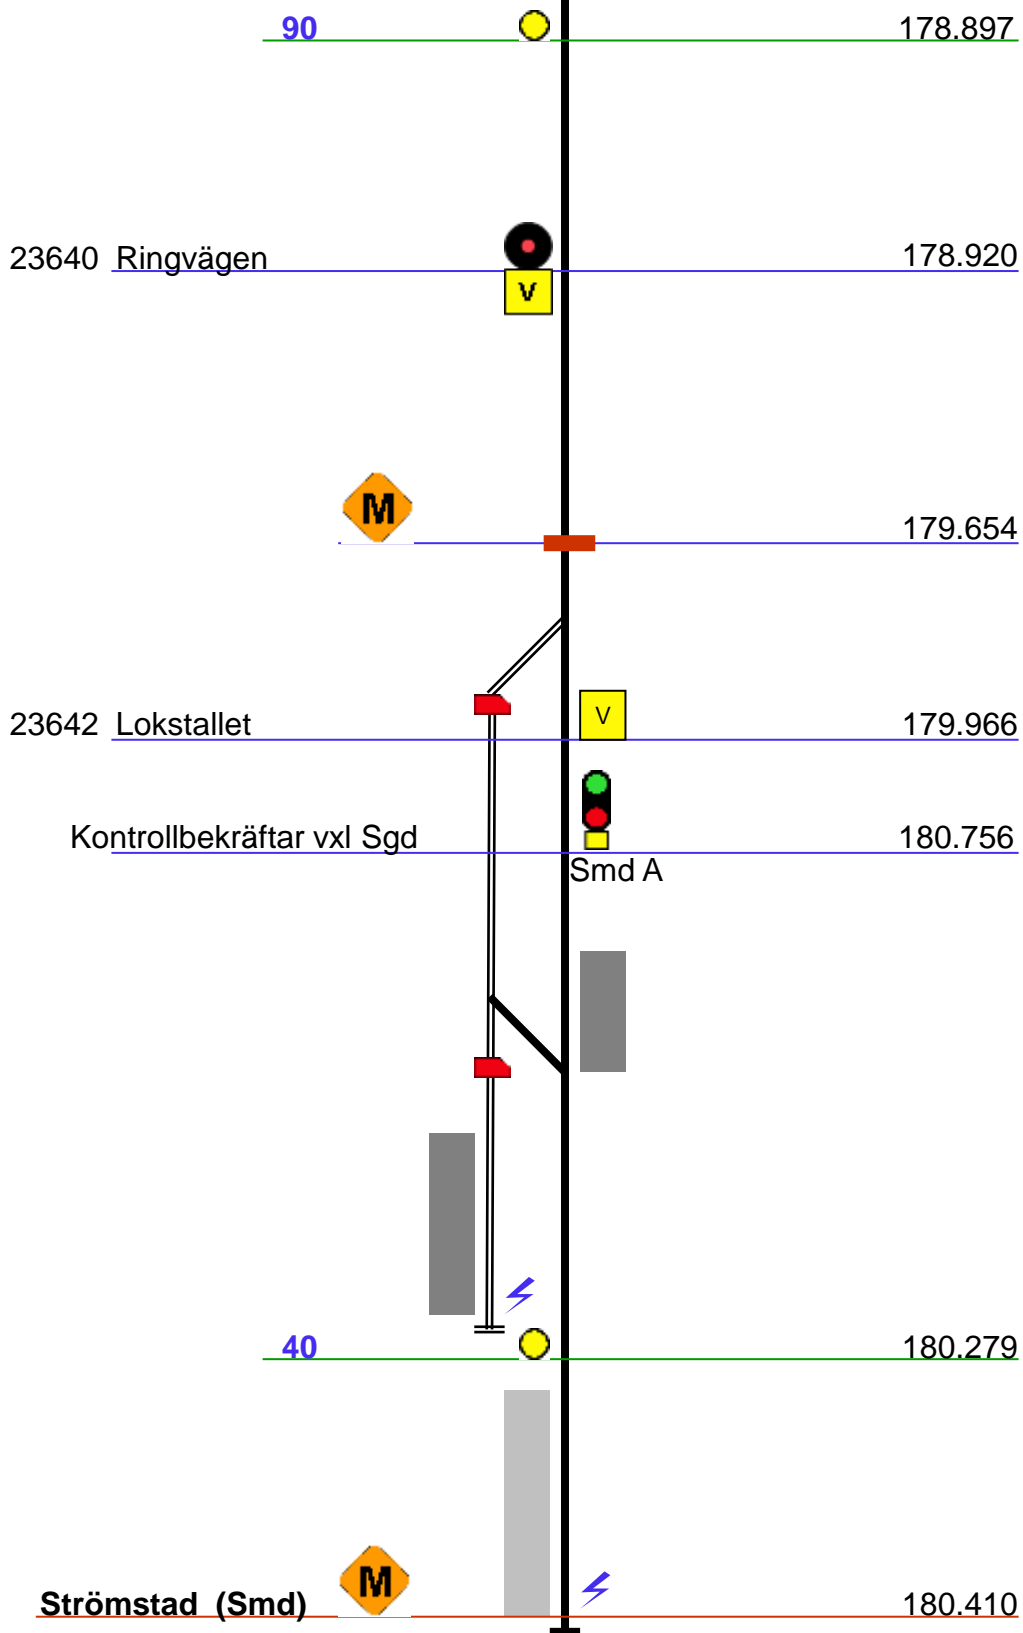 90 178.897
23640 Ringvägen 178.920
V
M
179.654
V
23642 Lokstallet 179.966
Kontrollbekräftar vxl Sgd 180.756
Smd A
40 180.279
M
Strömstad (Smd) 180.410